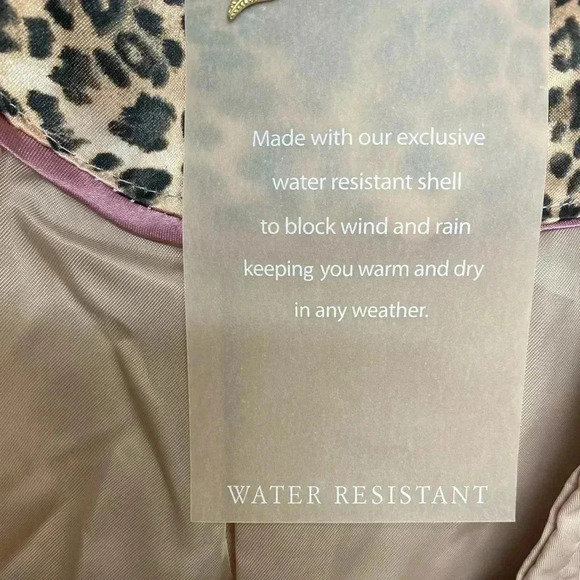 Made with our exclusive
water resistant shell
to block wind and rain
keeping you warm and dry
in any weather.
WATER RESISTANT